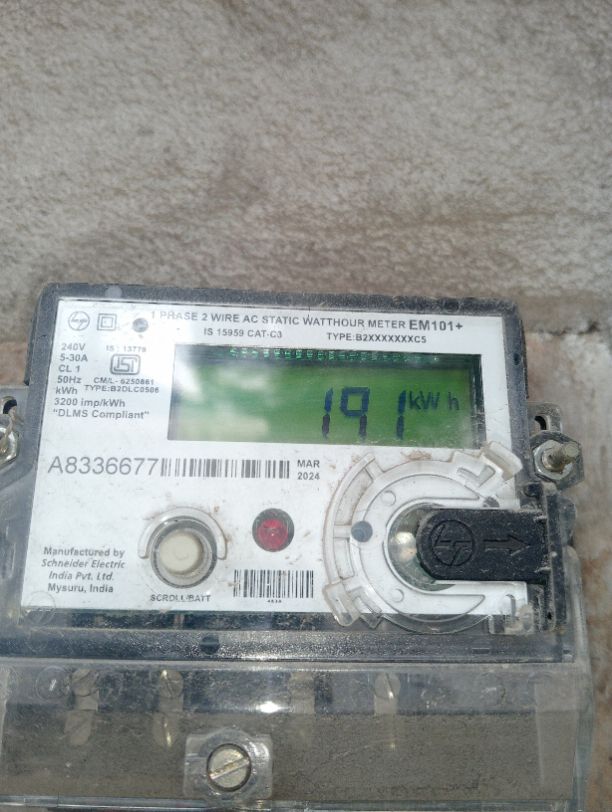 1 PHASE 2 WIRE AC STATIC WATTHOUR METER EM101+
IS 15959 CAT-C3 TYPE:B2XXXXXXXC5
240V IS : 13779
5-30A
CL 1
50Hz CM/L- 6250861
kWh TYPE:B2DLC0506
3200 imp/kWh
"DLMS Compliant"
191 kW h
A8336677
MAR
2024
Manufactured by
Schneider Electric
India Pvt. Ltd.
Mysuru, India
SCROLL/BATT